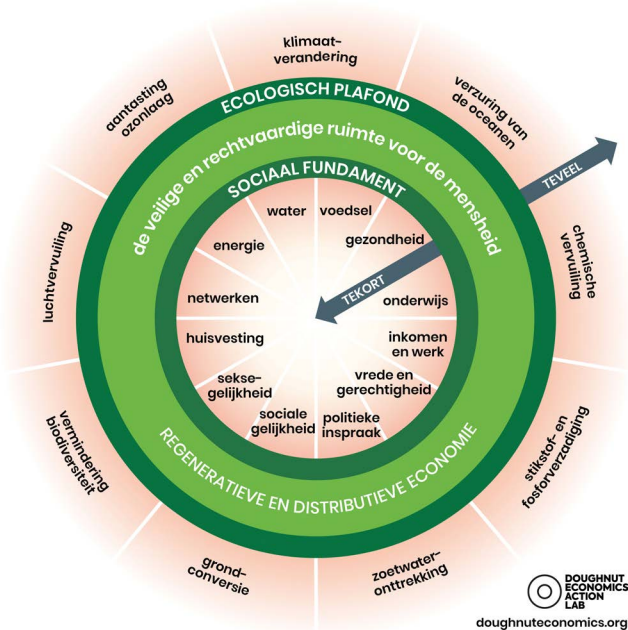 klimaat-
verandering
verzuring van
de oceanen
chemische
vervuiling
stikstof- en
fosforverzadiging
zoetwater-
onttrekking
grond-
conversie
vermindering
biodiversiteit
luchtvervuiling
aantasting
ozonlaag
ECOLOGISCH PLAFOND
de veilige en rechtvaardige ruimte voor de mensheid
SOCIAAL FUNDAMENT
TEVEEL
TEKORT
water
voedsel
gezondheid
onderwijs
inkomen
en werk
vrede en
gerechtigheid
politieke
inspraak
sociale
gelijkheid
sekse-
gelijkheid
huisvesting
netwerken
energie
REGENERATIEVE EN DISTRIBUTIEVE ECONOMIE
DOUGHNUT
ECONOMICS
ACTION
LAB
doughnuteconomics.org